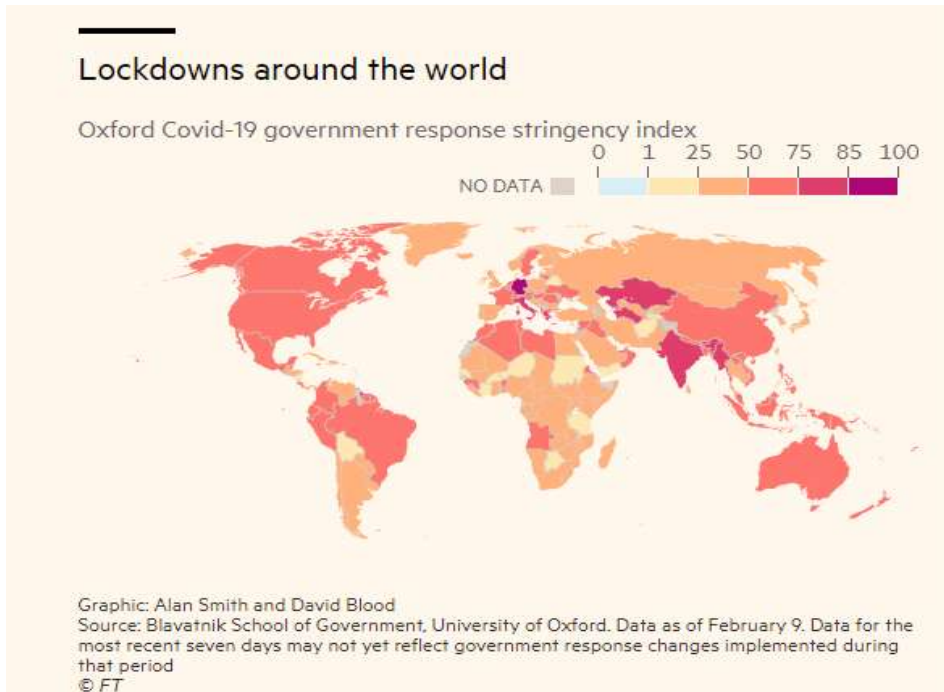 Lockdowns around the world
Oxford Covid-19 government response stringency index
0 1 25 50 75 85 100
NO DATA
Graphic: Alan Smith and David Blood
Source: Blavatnik School of Government, University of Oxford. Data as of February 9. Data for the
most recent seven days may not yet reflect government response changes implemented during
that period
© FT